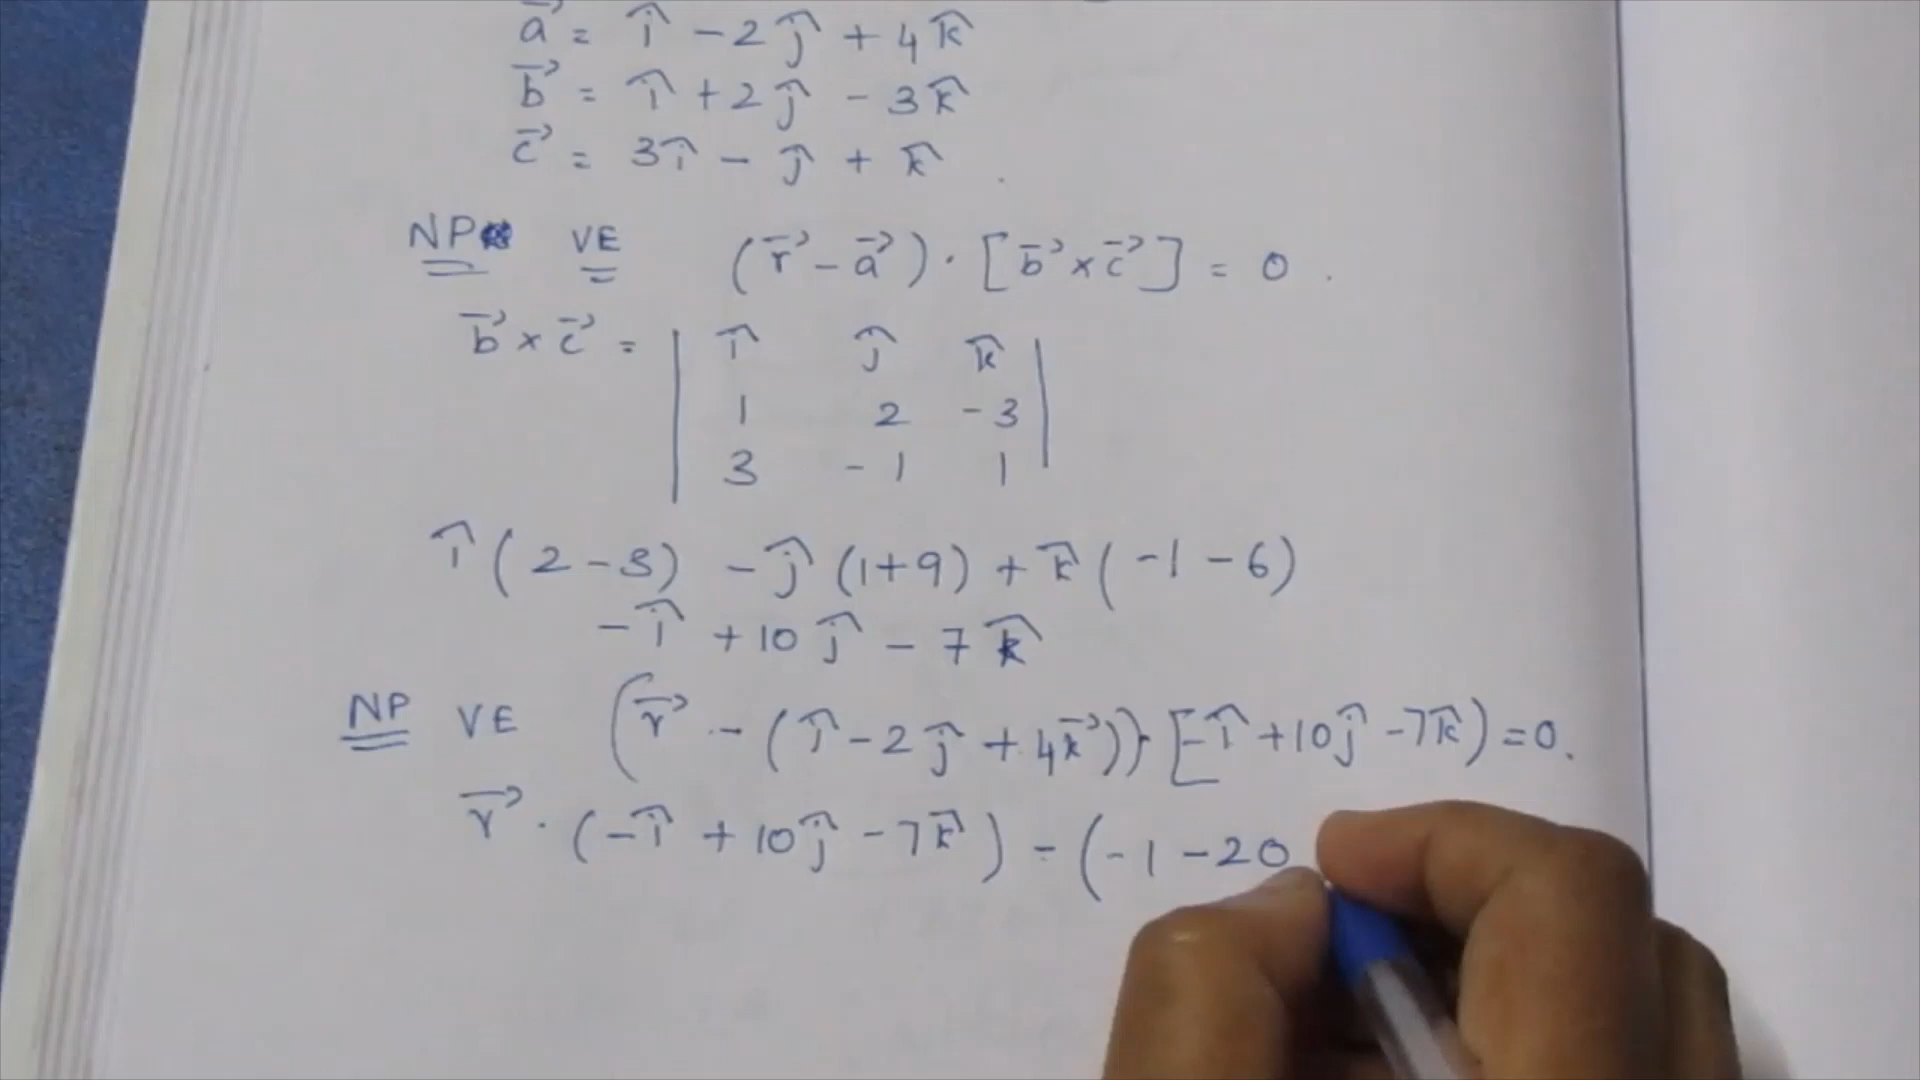 a⃗ = î - 2ĵ + 4k̂
b⃗ = î + 2ĵ - 3k̂
c⃗ = 3î - ĵ + k̂
NP VE (r⃗ - a⃗) · [b⃗ × c⃗] = 0.
b⃗ × c⃗ = | î ĵ k̂ |
1 2 -3
3 -1 1
î(2-3) - ĵ(1+9) + k̂(-1-6)
-î + 10ĵ - 7k̂
NP VE (r⃗ - (î - 2ĵ + 4k⃗)) · [-î + 10ĵ - 7k̂) = 0.
r⃗ · (-î + 10ĵ - 7k̂) - (-1 - 20